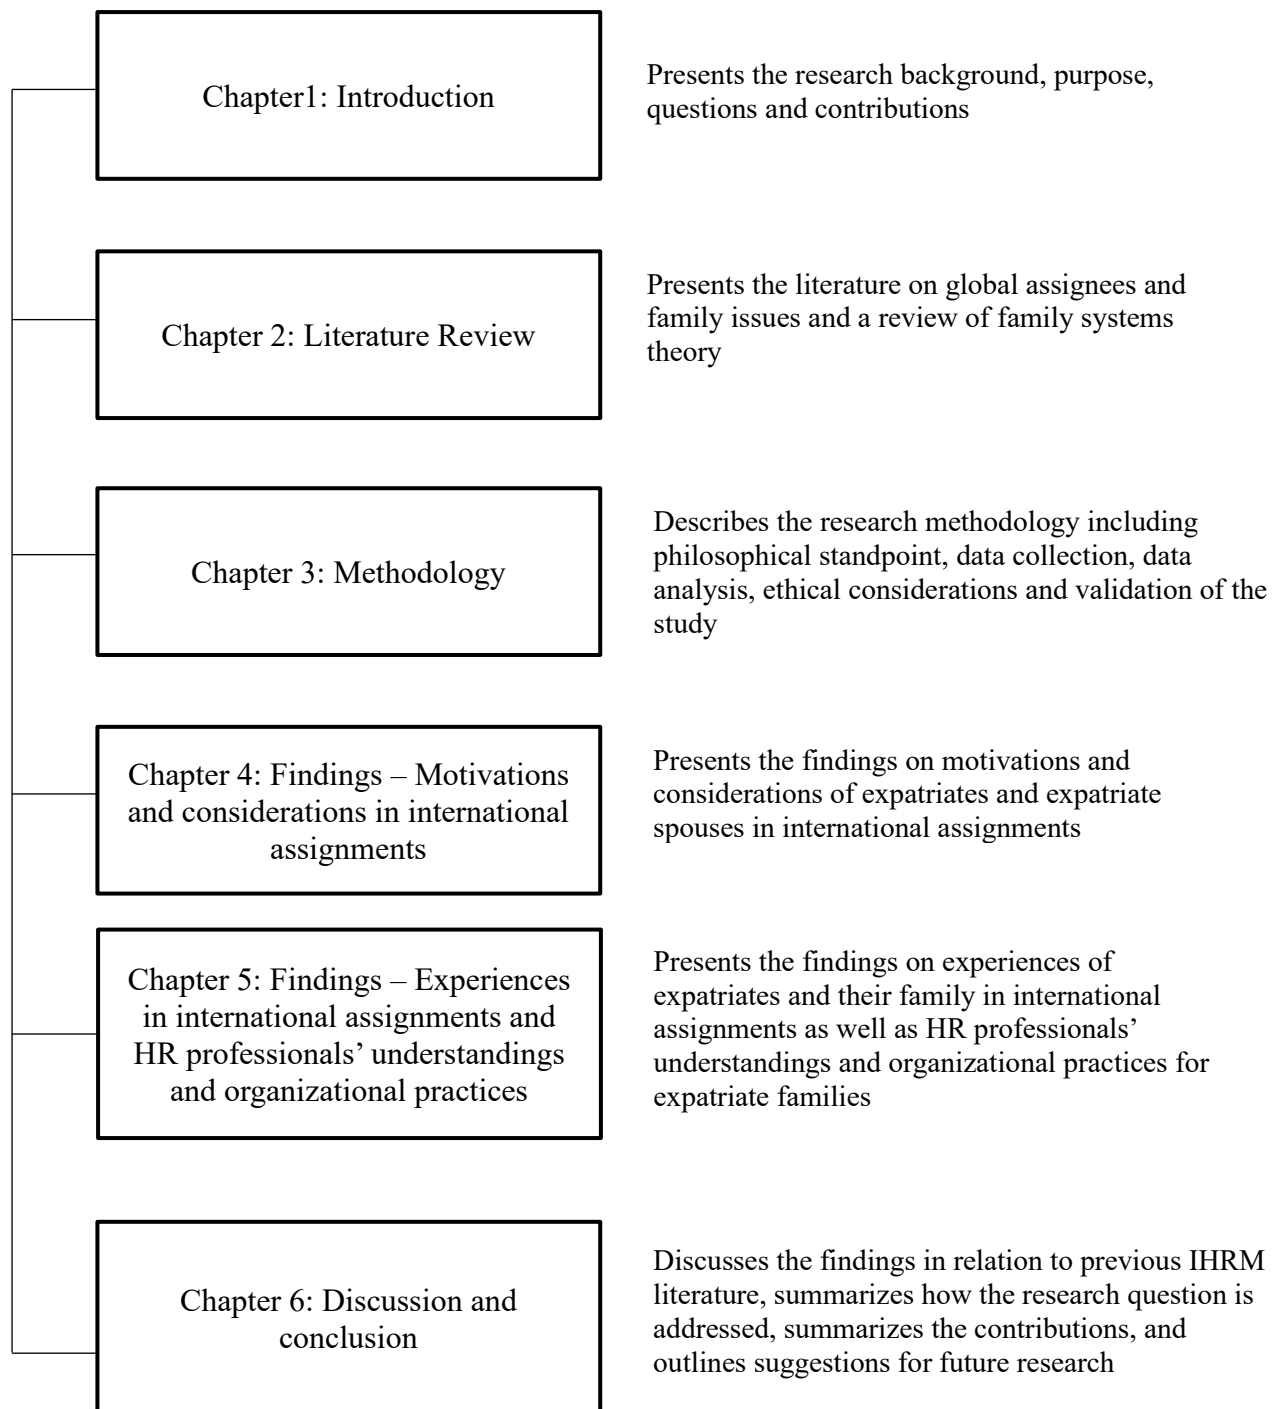 Chapter1: Introduction
Presents the research background, purpose,
questions and contributions
Chapter 2: Literature Review
Presents the literature on global assignees and
family issues and a review of family systems
theory
Chapter 3: Methodology
Describes the research methodology including
philosophical standpoint, data collection, data
analysis, ethical considerations and validation of the
study
Chapter 4: Findings – Motivations
and considerations in international
assignments
Presents the findings on motivations and
considerations of expatriates and expatriate
spouses in international assignments
Chapter 5: Findings – Experiences
in international assignments and
HR professionals’ understandings
and organizational practices
Presents the findings on experiences of
expatriates and their family in international
assignments as well as HR professionals’
understandings and organizational practices for
expatriate families
Chapter 6: Discussion and
conclusion
Discusses the findings in relation to previous IHRM
literature, summarizes how the research question is
addressed, summarizes the contributions, and
outlines suggestions for future research